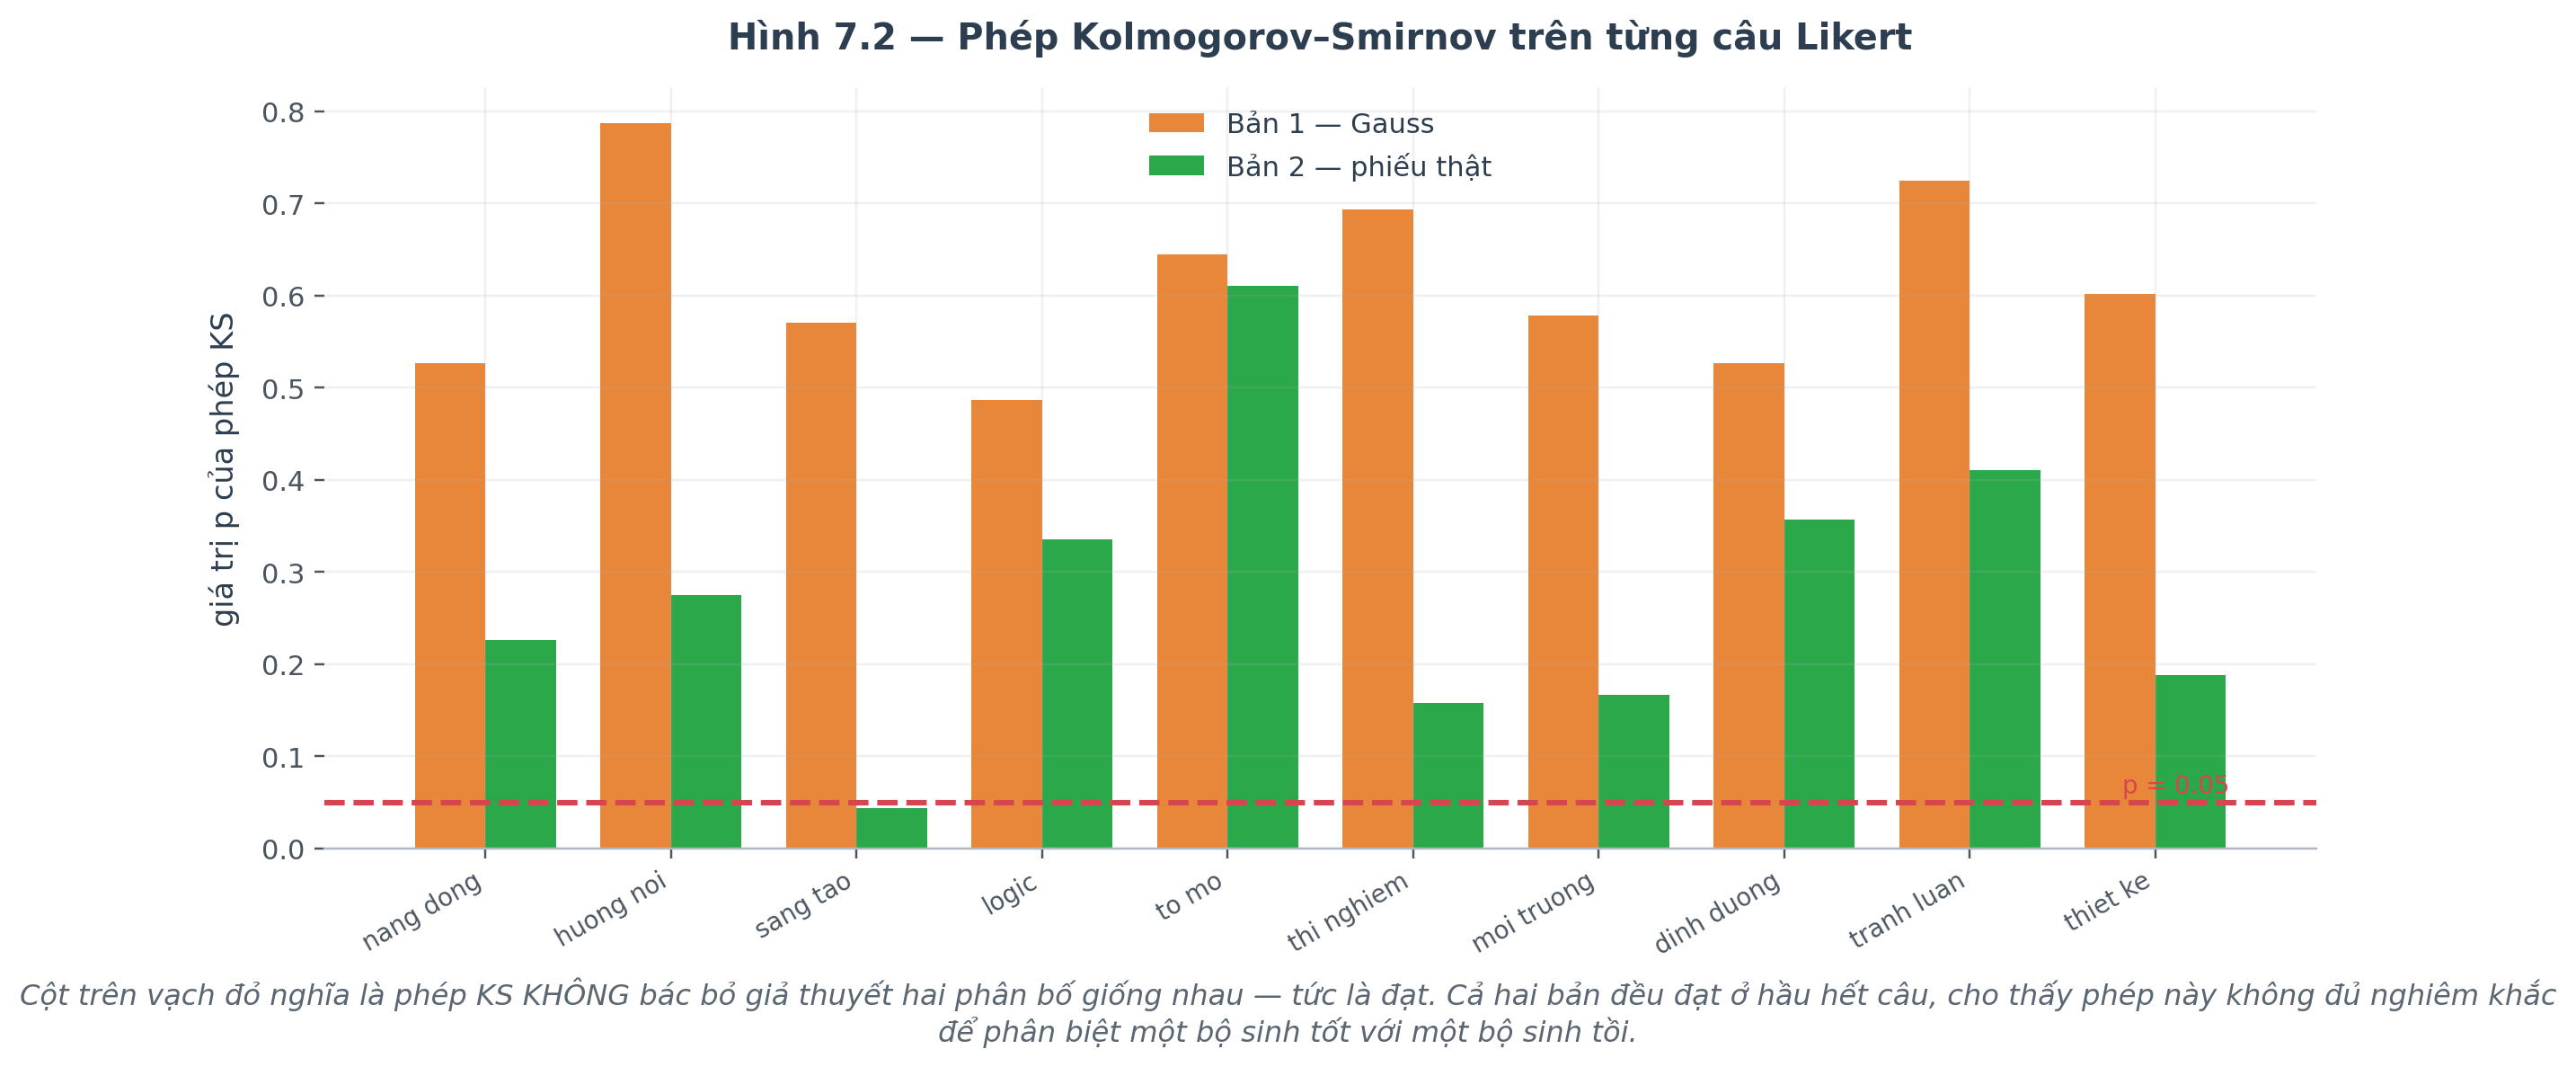 Hình 7.2 — Phép Kolmogorov–Smirnov trên từng câu Likert
Bản 1 — Gauss
Bản 2 — phiếu thật
giá trị p của phép KS
0.8
0.7
0.6
0.5
0.4
0.3
0.2
0.1
0.0
p = 0.05
nang dong
huong noi
sang tao
logic
to mo
thi nghiem
moi truong
dinh duong
tranh luan
thiet ke
Cột trên vạch đỏ nghĩa là phép KS KHÔNG bác bỏ giả thuyết hai phân bố giống nhau — tức là đạt. Cả hai bản đều đạt ở hầu hết câu, cho thấy phép này không đủ nghiêm khắc
để phân biệt một bộ sinh tốt với một bộ sinh tồi.